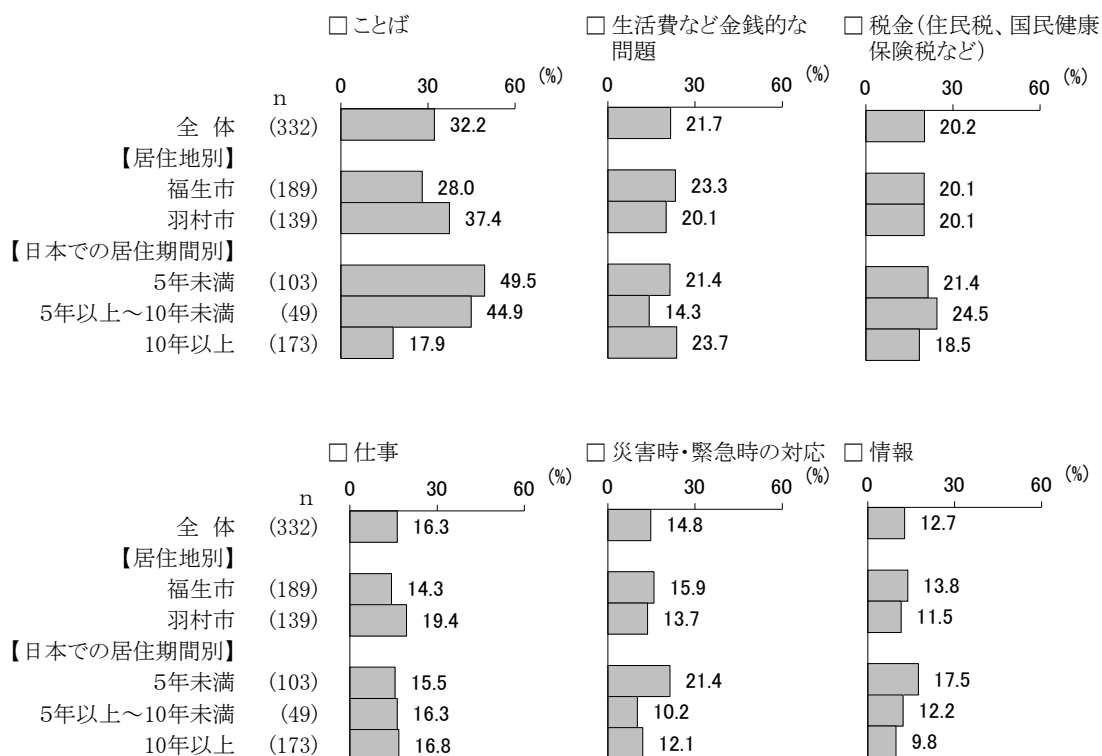 □ ことば □ 生活費など金銭的な □ 税金（住民税、国民健康
問題 保険税など）
0 30 60 (%) 0 30 60 (%) 0 30 60 (%)
n
全 体 (332) 32.2 21.7 20.2
【居住地別】
福生市 (189) 28.0 23.3 20.1
羽村市 (139) 37.4 20.1 20.1
【日本での居住期間別】
5年未満 (103) 49.5 21.4 21.4
5年以上～10年未満 (49) 44.9 14.3 24.5
10年以上 (173) 17.9 23.7 18.5
□ 仕事 □ 災害時・緊急時の対応 □ 情報
0 30 60 (%) 0 30 60 (%) 0 30 60 (%)
n
全 体 (332) 16.3 14.8 12.7
【居住地別】
福生市 (189) 14.3 15.9 13.8
羽村市 (139) 19.4 13.7 11.5
【日本での居住期間別】
5年未満 (103) 15.5 21.4 17.5
5年以上～10年未満 (49) 16.3 10.2 12.2
10年以上 (173) 16.8 12.1 9.8